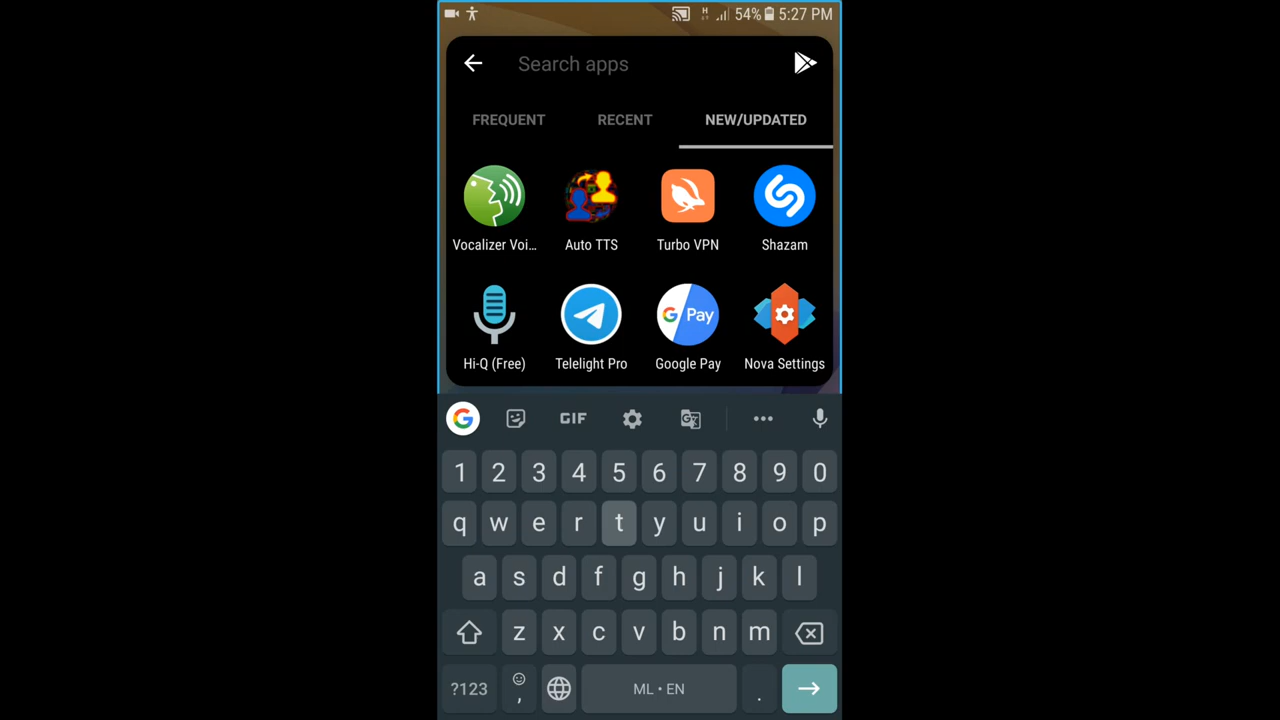 H 54% 5:27 PM
Search apps
FREQUENT RECENT NEW/UPDATED
Vocalizer Voi... Auto TTS Turbo VPN Shazam
G Pay
Hi-Q (Free) Telelight Pro Google Pay Nova Settings
G GIF G
1 2 3 4 5 6 7 8 9 0
q w e r t y u i o p
a s d f g h j k l
z x c v b n m
?123 , ML • EN .